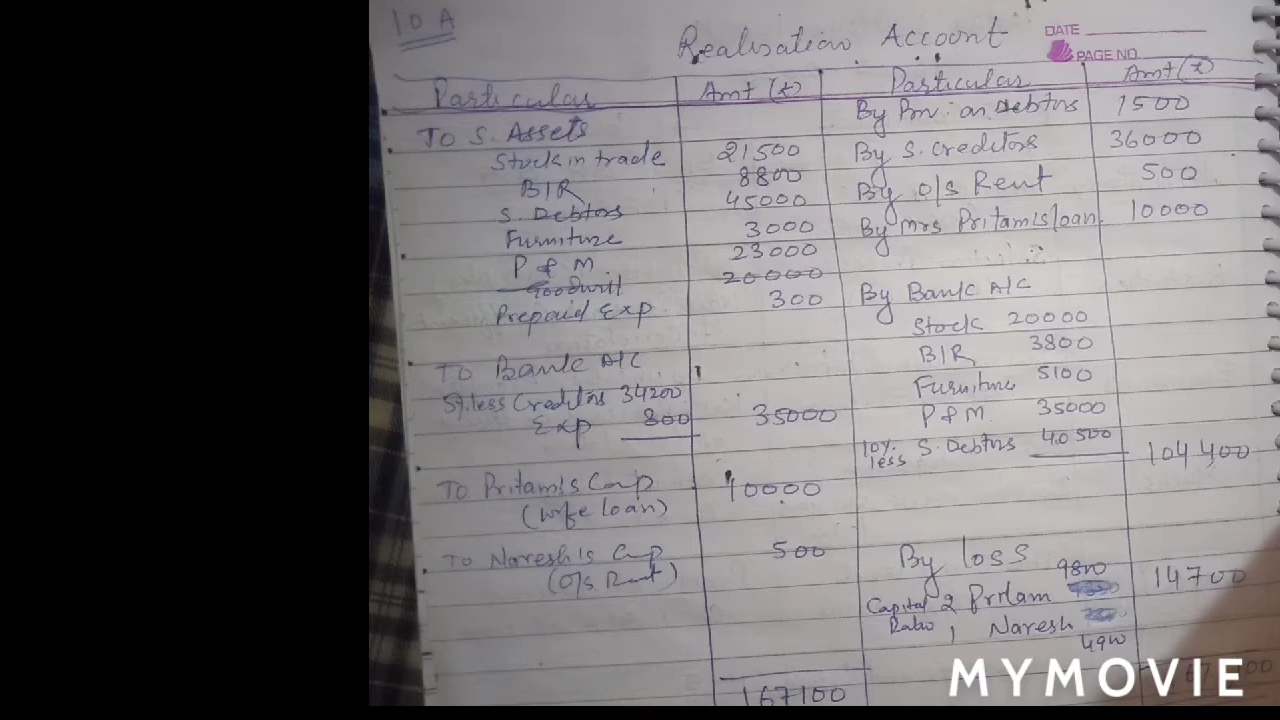 10 A
Realisation Account
DATE
PAGE NO.
Particulars Amt (₹) Particulars Amt (₹)
To S. Assets By Prov. on Debtors 1500
Stock in trade 21500 By S. Creditors 36000
B/R 8800 By O/S Rent 500
S. Debtors 45000 By Mrs Pritam's loan 10000
Furniture 3000
P & M 23000
Goodwill 20000
Prepaid Exp 300 By Bank A/C
Stock 20000
To Bank A/C B/R 3800
Furniture 5100
less Creditors 34200
Exp 800 35000 P & M 35000
10% less S. Debtors 40500 104400
To Pritam's Cap 10000
(wife loan)
To Naresh's Cap 500 By loss 14700
(O/s Rent) Capital 2 Pritam 9800
Ratio 1 Naresh 4900
167100
MYMOVIE